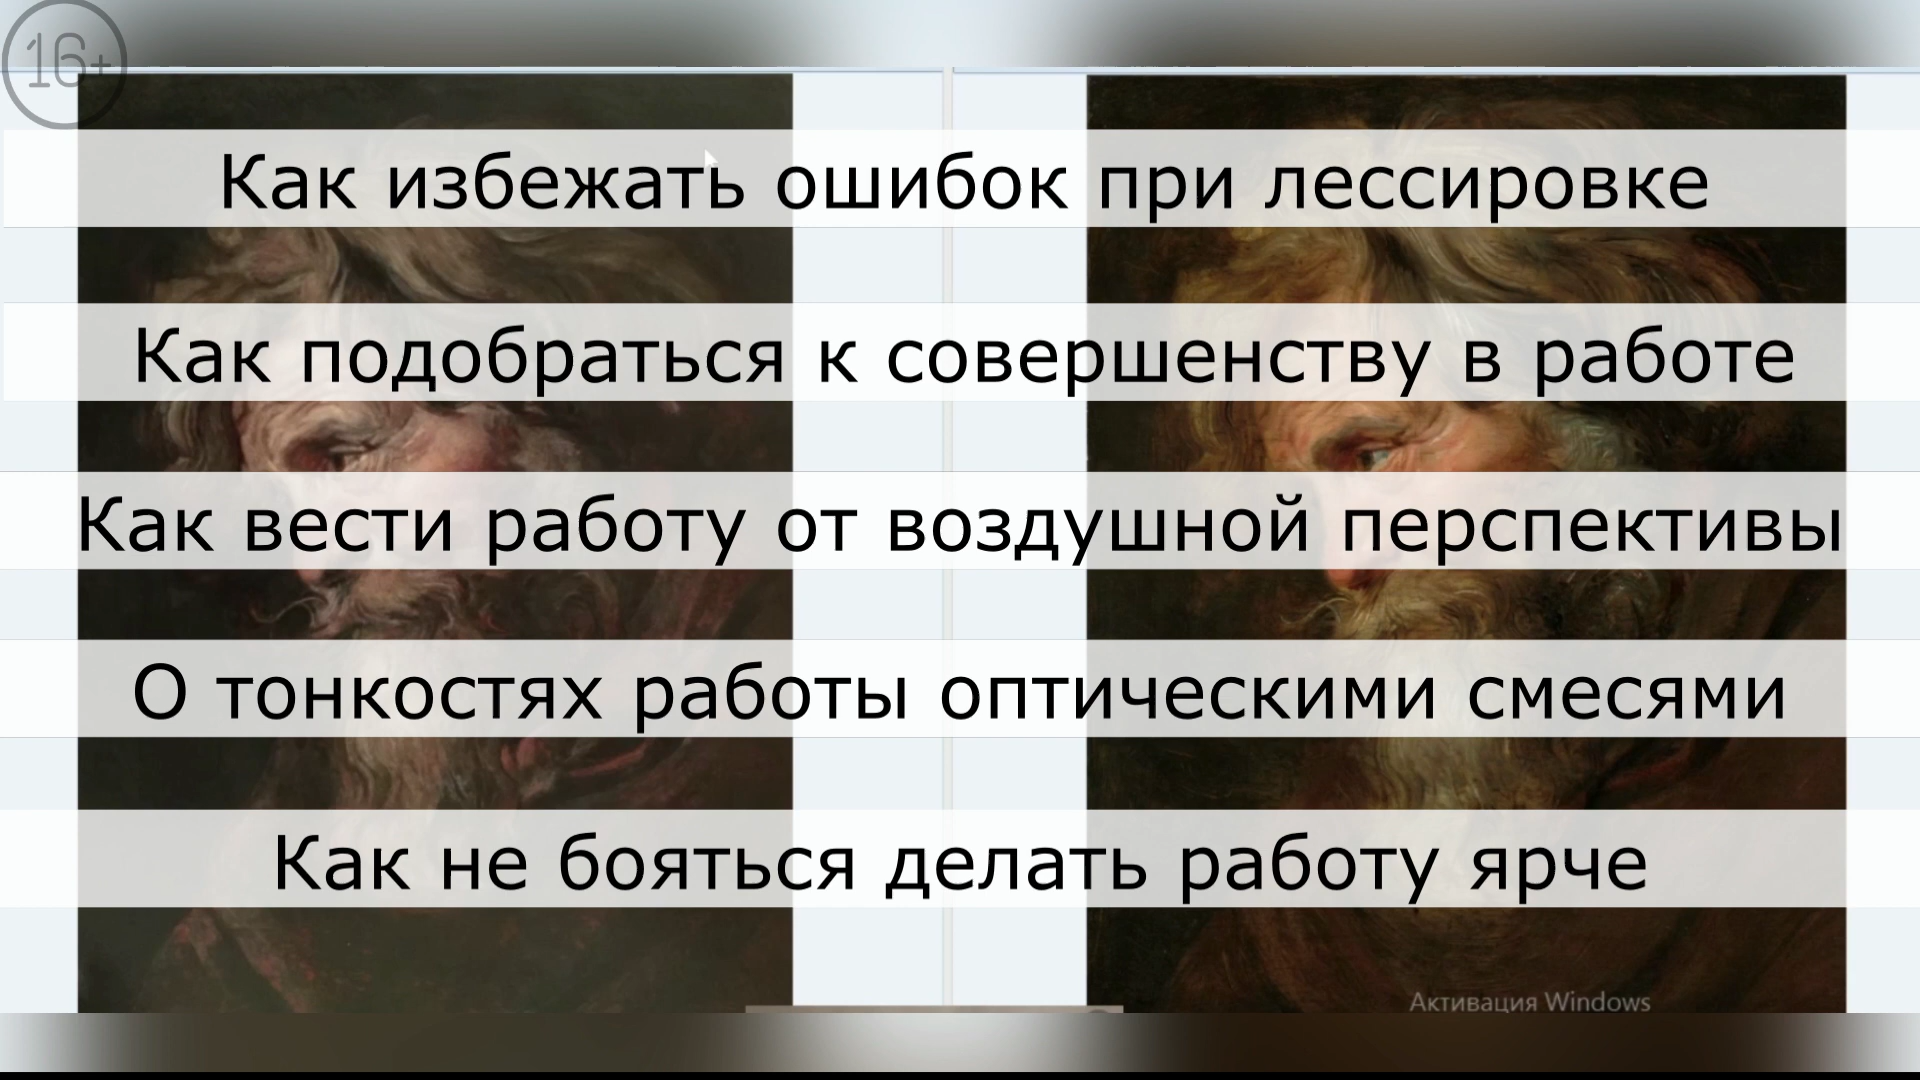 16+
Как избежать ошибок при лессировке
Как подобраться к совершенству в работе
Как вести работу от воздушной перспективы
О тонкостях работы оптическими смесями
Как не бояться делать работу ярче
Активация Windows